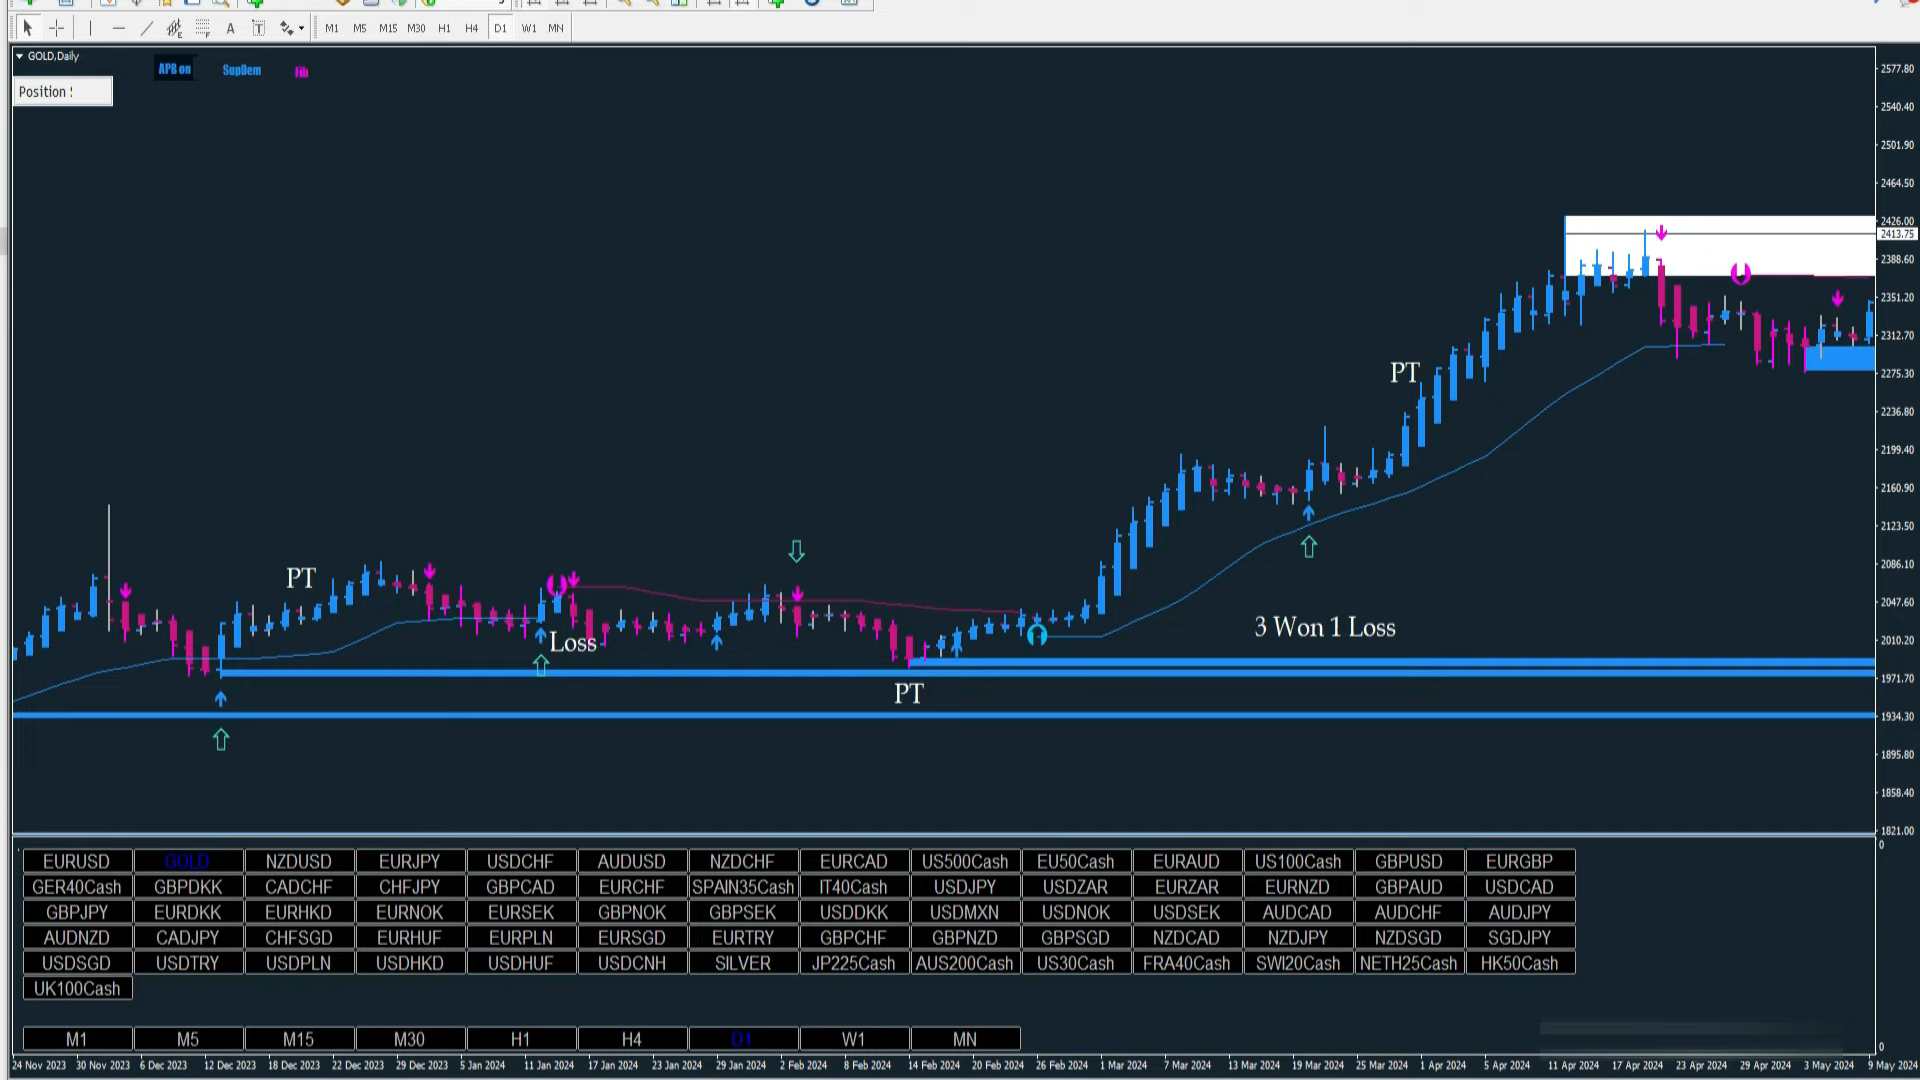 M1 M5 M15 M30 H1 H4 D1 W1 MN
GOLD,Daily
APB on SupDem Fib
Position
2577.80
2540.40
2501.90
2464.50
2426.00
2413.75
2388.60
2351.20
2312.70
2275.30
2236.80
2199.40
2160.90
2123.50
2086.10
2047.60
2010.20
1971.70
1934.30
1895.80
1858.40
1821.00
PT
PT
Loss
3 Won 1 Loss
PT
EURUSD GOLD NZDUSD EURJPY USDCHF AUDUSD NZDCHF EURCAD US500Cash EU50Cash EURAUD US100Cash GBPUSD EURGBP
GER40Cash GBPDKK CADCHF CHFJPY GBPCAD EURCHF SPAIN35Cash IT40Cash USDJPY USDZAR EURZAR EURNZD GBPAUD USDCAD
GBPJPY EURDKK EURHKD EURNOK EURSEK GBPNOK GBPSEK USDDKK USDMXN USDNOK USDSEK AUDCAD AUDCHF AUDJPY
AUDNZD CADJPY CHFSGD EURHUF EURPLN EURSGD EURTRY GBPCHF GBPNZD GBPSGD NZDCAD NZDJPY NZDSGD SGDJPY
USDSGD USDTRY USDPLN USDHKD USDHUF USDCNH SILVER JP225Cash AUS200Cash US30Cash FRA40Cash SWI20Cash NETH25Cash HK50Cash
UK100Cash
0
M1 M5 M15 M30 H1 H4 D1 W1 MN
0
24 Nov 2023 30 Nov 2023 6 Dec 2023 12 Dec 2023 18 Dec 2023 22 Dec 2023 29 Dec 2023 5 Jan 2024 11 Jan 2024 17 Jan 2024 23 Jan 2024 29 Jan 2024 2 Feb 2024 8 Feb 2024 14 Feb 2024 20 Feb 2024 26 Feb 2024 1 Mar 2024 7 Mar 2024 13 Mar 2024 19 Mar 2024 25 Mar 2024 1 Apr 2024 5 Apr 2024 11 Apr 2024 17 Apr 2024 23 Apr 2024 29 Apr 2024 3 May 2024 9 May 2024